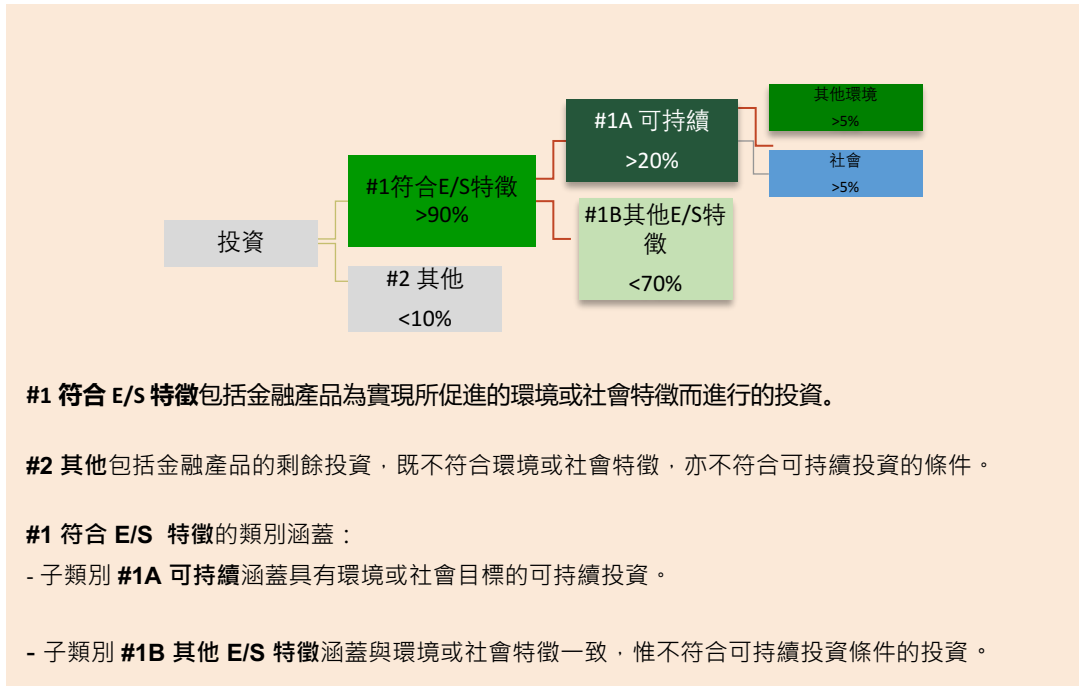 其他環境
>5%
#1A 可持續
>20%
社會
>5%
#1符合E/S特徵
>90%
#1B其他E/S特
徵
<70%
投資
#2 其他
<10%
#1 符合 E/S 特徵包括金融產品為實現所促進的環境或社會特徵而進行的投資。
#2 其他包括金融產品的剩餘投資，既不符合環境或社會特徵，亦不符合可持續投資的條件。
#1 符合 E/S 特徵的類別涵蓋：
- 子類別 #1A 可持續涵蓋具有環境或社會目標的可持續投資。
- 子類別 #1B 其他 E/S 特徵涵蓋與環境或社會特徵一致，惟不符合可持續投資條件的投資。